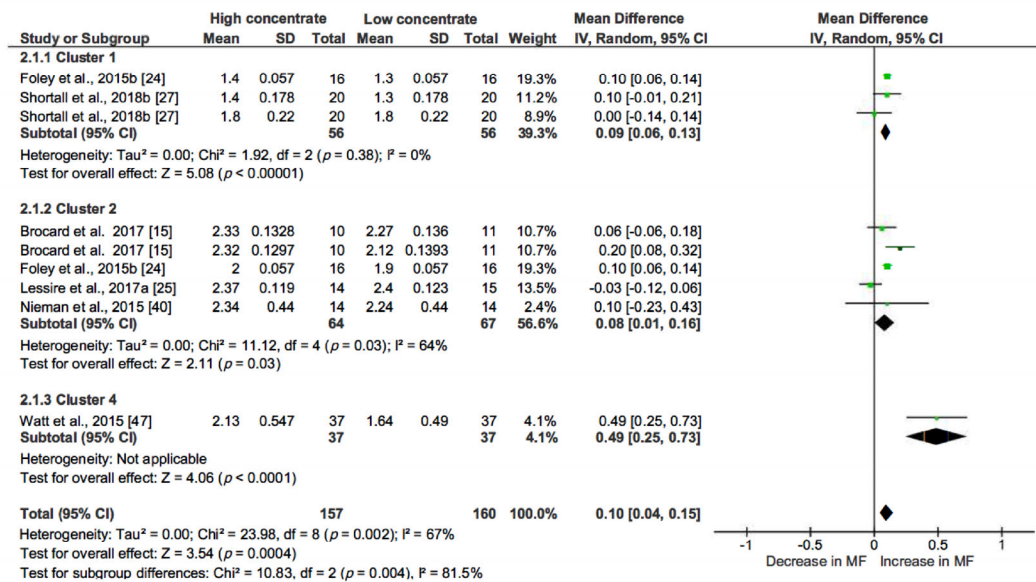 High concentrate Low concentrate Mean Difference Mean Difference
Study or Subgroup Mean SD Total Mean SD Total Weight IV, Random, 95% CI IV, Random, 95% CI
2.1.1 Cluster 1
Foley et al., 2015b [24] 1.4 0.057 16 1.3 0.057 16 19.3% 0.10 [0.06, 0.14]
Shortall et al., 2018b [27] 1.4 0.178 20 1.3 0.178 20 11.2% 0.10 [-0.01, 0.21]
Shortall et al., 2018b [27] 1.8 0.22 20 1.8 0.22 20 8.9% 0.00 [-0.14, 0.14]
Subtotal (95% CI) 56 56 39.3% 0.09 [0.06, 0.13]
Heterogeneity: Tau² = 0.00; Chi² = 1.92, df = 2 (p = 0.38); I² = 0%
Test for overall effect: Z = 5.08 (p < 0.00001)
2.1.2 Cluster 2
Brocard et al. 2017 [15] 2.33 0.1328 10 2.27 0.136 11 10.7% 0.06 [-0.06, 0.18]
Brocard et al. 2017 [15] 2.32 0.1297 10 2.12 0.1393 11 10.7% 0.20 [0.08, 0.32]
Foley et al., 2015b [24] 2 0.057 16 1.9 0.057 16 19.3% 0.10 [0.06, 0.14]
Lessire et al., 2017a [25] 2.37 0.119 14 2.4 0.123 15 13.5% -0.03 [-0.12, 0.06]
Nieman et al., 2015 [40] 2.34 0.44 14 2.24 0.44 14 2.4% 0.10 [-0.23, 0.43]
Subtotal (95% CI) 64 67 56.6% 0.08 [0.01, 0.16]
Heterogeneity: Tau² = 0.00; Chi² = 11.12, df = 4 (p = 0.03); I² = 64%
Test for overall effect: Z = 2.11 (p = 0.03)
2.1.3 Cluster 4
Watt et al., 2015 [47] 2.13 0.547 37 1.64 0.49 37 4.1% 0.49 [0.25, 0.73]
Subtotal (95% CI) 37 37 4.1% 0.49 [0.25, 0.73]
Heterogeneity: Not applicable
Test for overall effect: Z = 4.06 (p < 0.0001)
Total (95% CI) 157 160 100.0% 0.10 [0.04, 0.15]
Heterogeneity: Tau² = 0.00; Chi² = 23.98, df = 8 (p = 0.002); I² = 67%
Test for overall effect: Z = 3.54 (p = 0.0004)
Test for subgroup differences: Chi² = 10.83, df = 2 (p = 0.004), I² = 81.5%
-1 -0.5 0 0.5 1
Decrease in MF Increase in MF